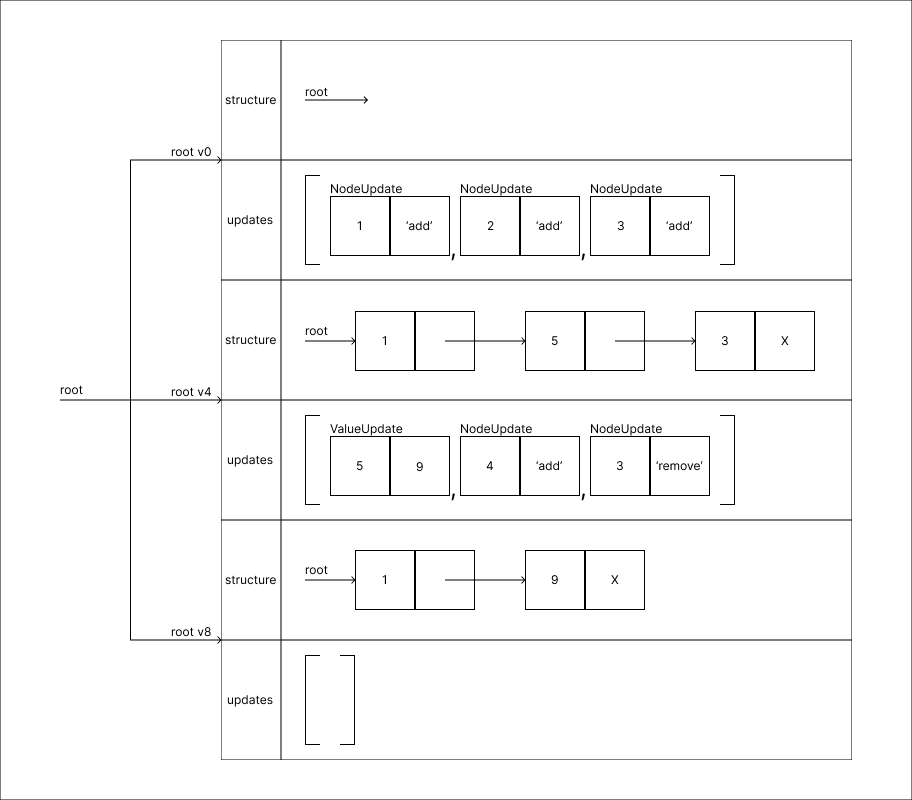 structure
root
root v0
updates
NodeUpdate NodeUpdate NodeUpdate
1 ‘add’ , 2 ‘add’ , 3 ‘add’
structure
root
1 5 3 X
root
root v4
updates
ValueUpdate NodeUpdate NodeUpdate
5 9 , 4 ‘add’ , 3 ‘remove’
structure
root
1 9 X
root v8
updates